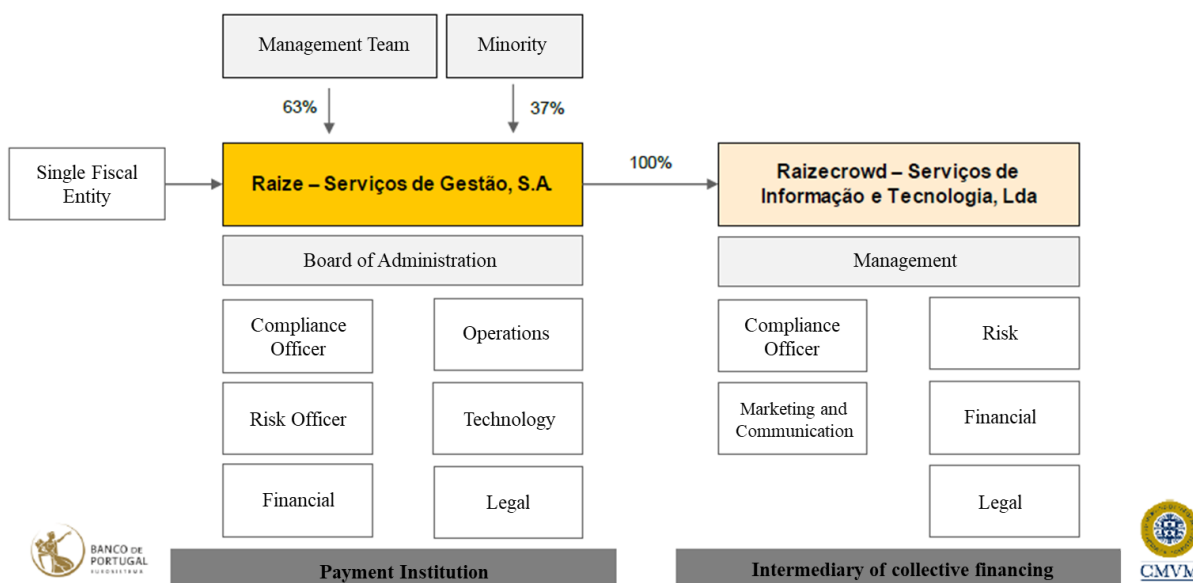 Management Team
Minority
63%
37%
Single Fiscal
Entity
Raize – Serviços de Gestão, S.A.
100%
Raizecrowd – Serviços de
Informação e Tecnologia, Lda
Board of Administration
Management
Compliance
Officer
Operations
Compliance
Officer
Risk
Risk Officer
Technology
Marketing and
Communication
Financial
Financial
Legal
Legal
BANCO DE
PORTUGAL
EUROSISTEMA
Payment Institution
Intermediary of collective financing
CMVM